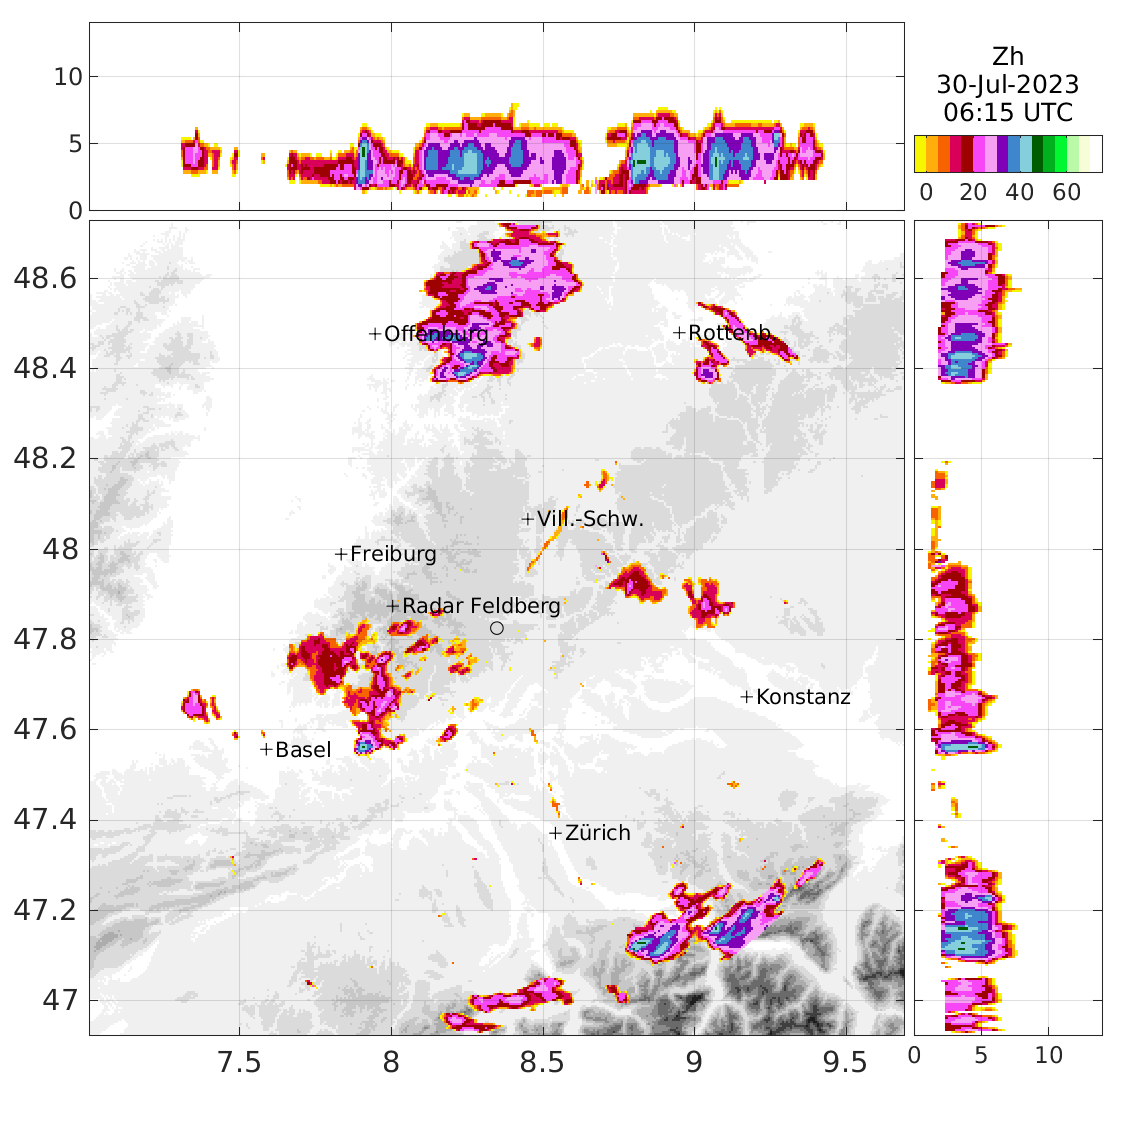 10
5
0
Zh
30-Jul-2023
06:15 UTC
0 20 40 60
48.6
48.4
48.2
48
47.8
47.6
47.4
47.2
47
Offenburg
Rottenb.
Vill.-Schw.
Freiburg
Radar Feldberg
Konstanz
Basel
Zürich
7.5 8 8.5 9 9.5
0 5 10